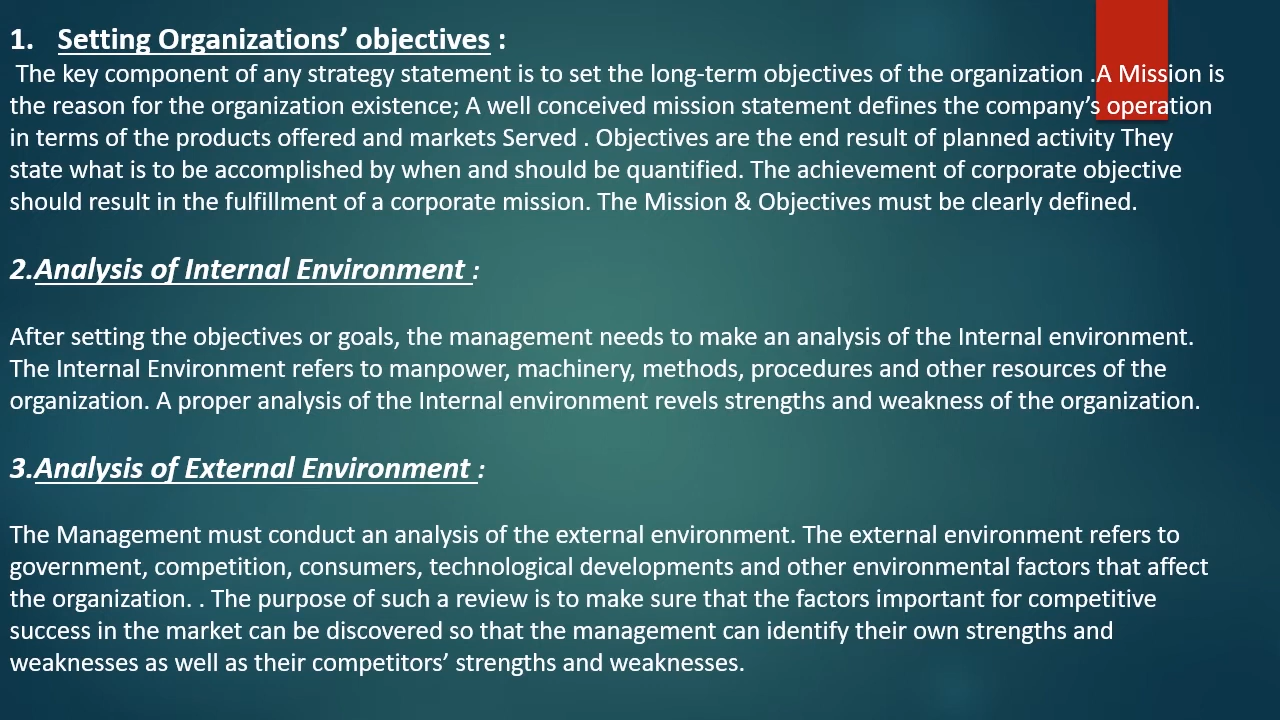 1. Setting Organizations’ objectives :
The key component of any strategy statement is to set the long-term objectives of the organization .A Mission is
the reason for the organization existence; A well conceived mission statement defines the company’s operation
in terms of the products offered and markets Served . Objectives are the end result of planned activity They
state what is to be accomplished by when and should be quantified. The achievement of corporate objective
should result in the fulfillment of a corporate mission. The Mission & Objectives must be clearly defined.
2.Analysis of Internal Environment :
After setting the objectives or goals, the management needs to make an analysis of the Internal environment.
The Internal Environment refers to manpower, machinery, methods, procedures and other resources of the
organization. A proper analysis of the Internal environment revels strengths and weakness of the organization.
3.Analysis of External Environment :
The Management must conduct an analysis of the external environment. The external environment refers to
government, competition, consumers, technological developments and other environmental factors that affect
the organization. . The purpose of such a review is to make sure that the factors important for competitive
success in the market can be discovered so that the management can identify their own strengths and
weaknesses as well as their competitors’ strengths and weaknesses.